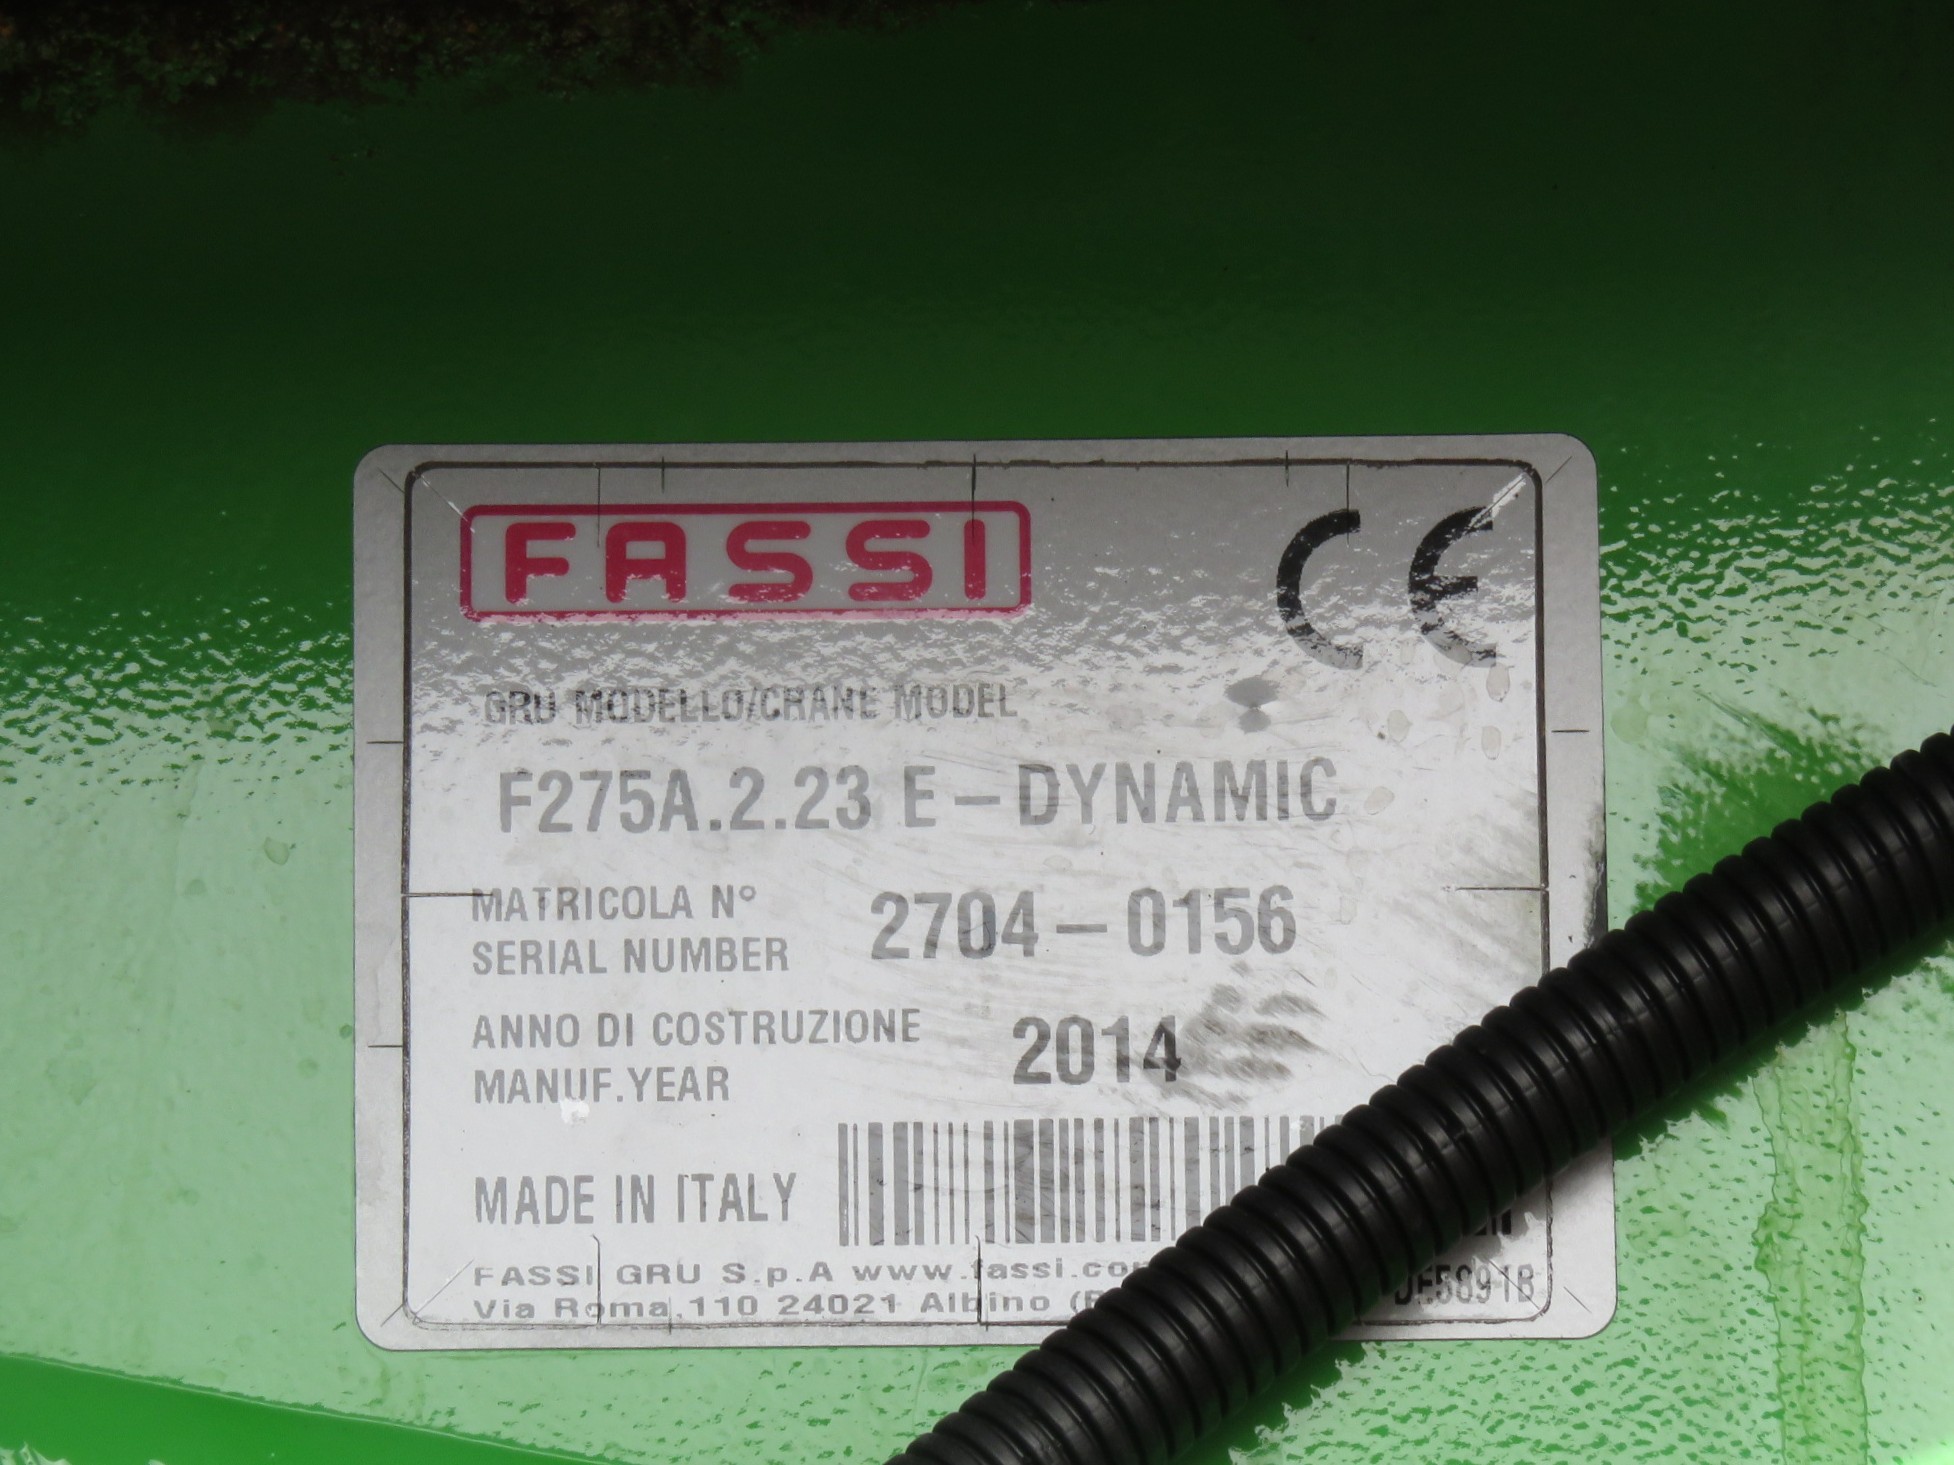 FASSI CE
GRU MODELLO/CRANE MODEL
F275A.2.23 E – DYNAMIC
MATRICOLA N°
SERIAL NUMBER
2704 – 0156
ANNO DI COSTRUZIONE
MANUF.YEAR
2014
MADE IN ITALY
FASSI GRU S.p.A www.fassi.co
Via Roma,110 24021 Albino